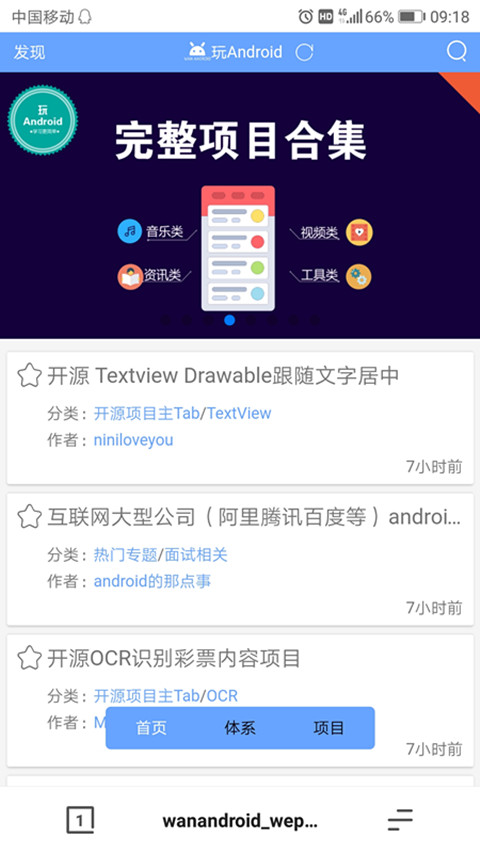 中国移动 HD 4G 66% 09:18
发现 玩Android
玩
Android
完整项目合集
音乐类 视频类
资讯类 工具类
开源 Textview Drawable跟随文字居中
分类：开源项目主Tab/TextView
作者：niniloveyou
7小时前
互联网大型公司（阿里腾讯百度等）androi...
分类：热门专题/面试相关
作者：android的那点事
7小时前
开源OCR识别彩票内容项目
分类：开源项目主Tab/OCR
作者：M
首页 体系 项目
7小时前
1 wanandroid_wep...